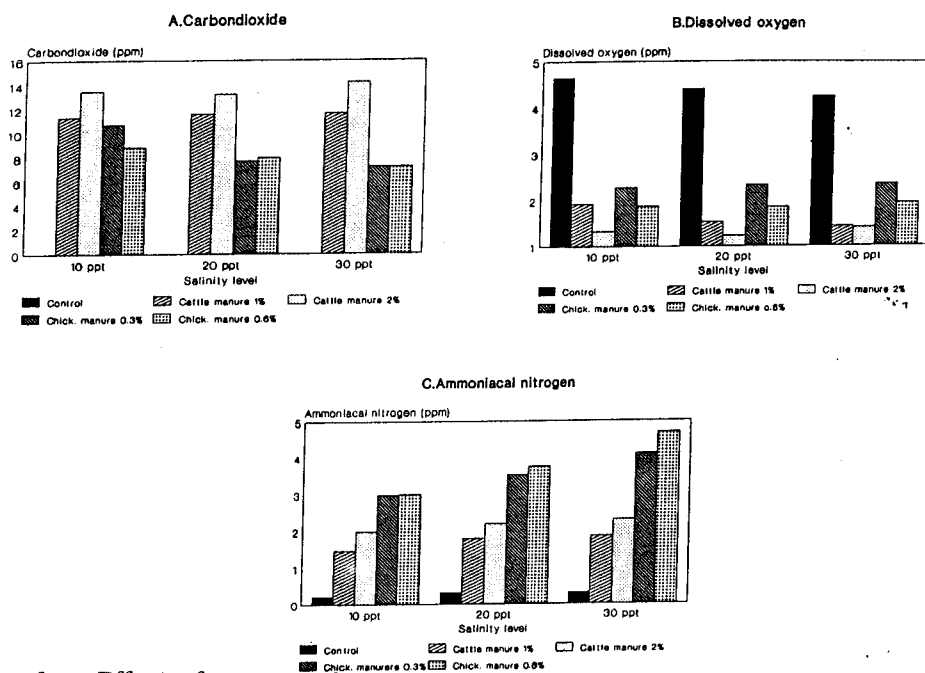 A.Carbondioxide
Carbondioxide (ppm)
16
14
12
10
8
6
4
2
0
10 ppt 20 ppt 30 ppt
Salinity level
Control Cattle manure 1% Cattle manure 2%
Chick. manure 0.3% Chick. manure 0.6%
B.Dissolved oxygen
Dissolved oxygen (ppm)
5
4
3
2
1
10 ppt 20 ppt 30 ppt
Salinity level
Control Cattle manure 1% Cattle manure 2%
Chick. manure 0.3% Chick. manure 0.6%
C.Ammoniacal nitrogen
Ammoniacal nitrogen (ppm)
5
4
3
2
1
0
10 ppt 20 ppt 30 ppt
Salinity level
Control Cattle manure 1% Cattle manure 2%
Chick. manurers 0.3% Chick. manure 0.6%